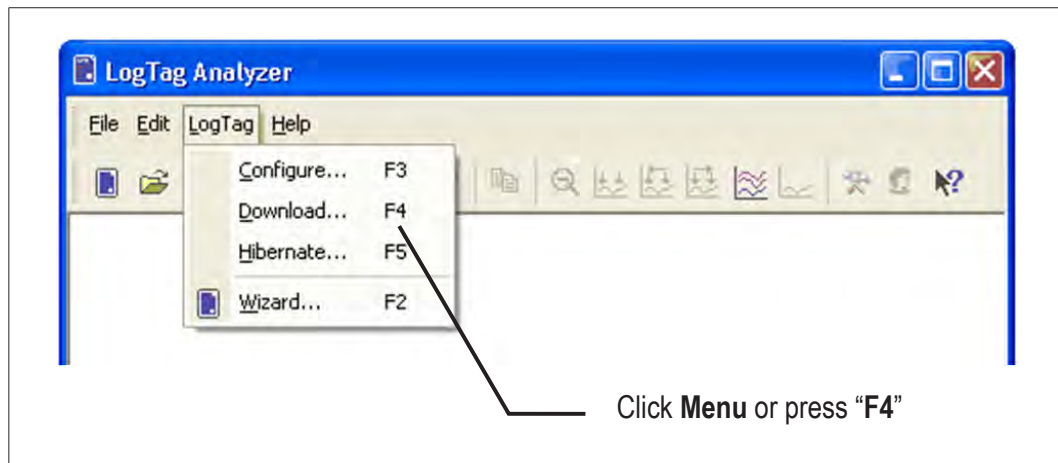 LogTag Analyzer
File Edit LogTag Help
Configure... F3
Download... F4
Hibernate... F5
Wizard... F2
Click Menu or press “F4”